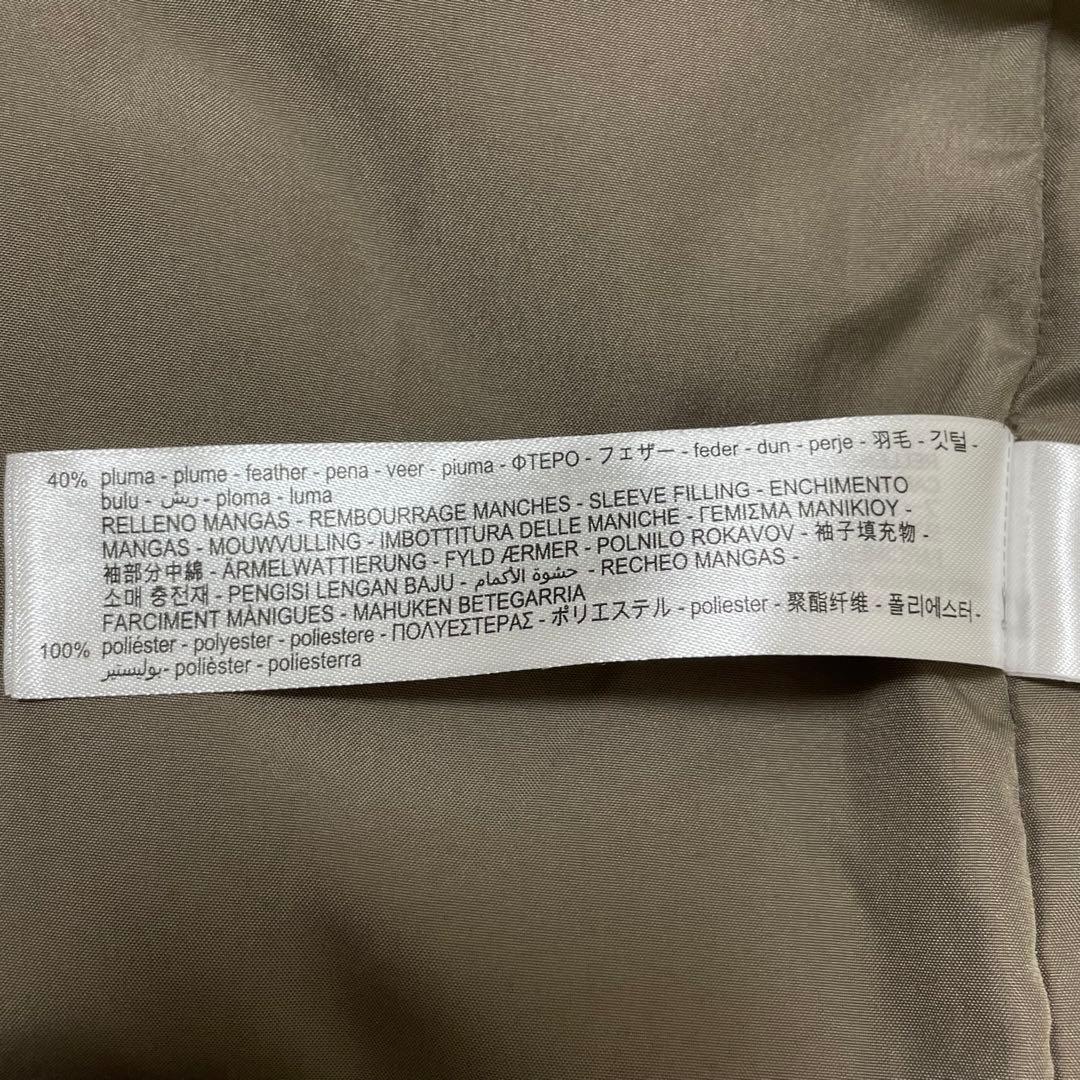 40% pluma - plume - feather - pena - veer - piuma - ΦΤΕΡΟ - フェザー - feder - dun - perje - 羽毛 - 깃털 -
bulu - ريش - ploma - luma
RELLENO MANGAS - REMBOURRAGE MANCHES - SLEEVE FILLING - ENCHIMENTO
MANGAS - MOUWVULLING - IMBOTTITURA DELLE MANICHE - ΓΕΜΙΣΜΑ ΜΑΝΙΚΙΟΥ -
袖部分中綿 - ÄRMELWATTIERUNG - FYLD ÆRMER - POLNILO ROKAVOV - 袖子填充物 -
소매 충전재 - PENGISI LENGAN BAJU - حشوة الأكمام - RECHEO MANGAS -
FARCIMENT MÀNIGUES - MAHUKEN BETEGARRIA
100% poliéster - polyester - poliestere - ΠΟΛΥΕΣΤΕΡΑΣ - ポリエステル - poliester - 聚酯纤维 - 폴리에스터 -
بوليستير - polièster - poliesterra